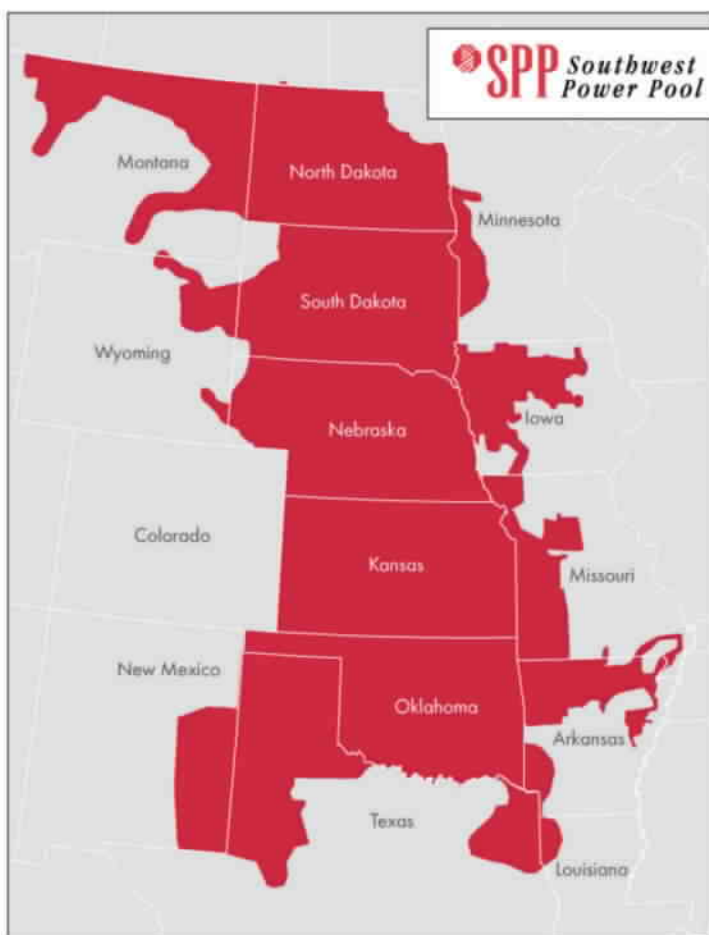 SPP Southwest
Power Pool
Montana
North Dakota
Minnesota
South Dakota
Wyoming
Nebraska
Iowa
Colorado
Kansas
Missouri
New Mexico
Oklahoma
Arkansas
Texas
Louisiana